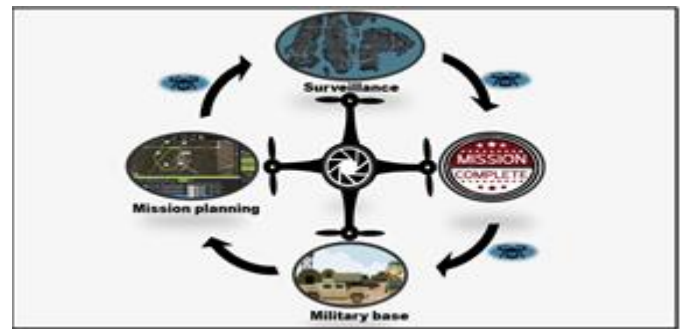 Surveillance
MISSION
COMPLETE
Mission planning
Military base